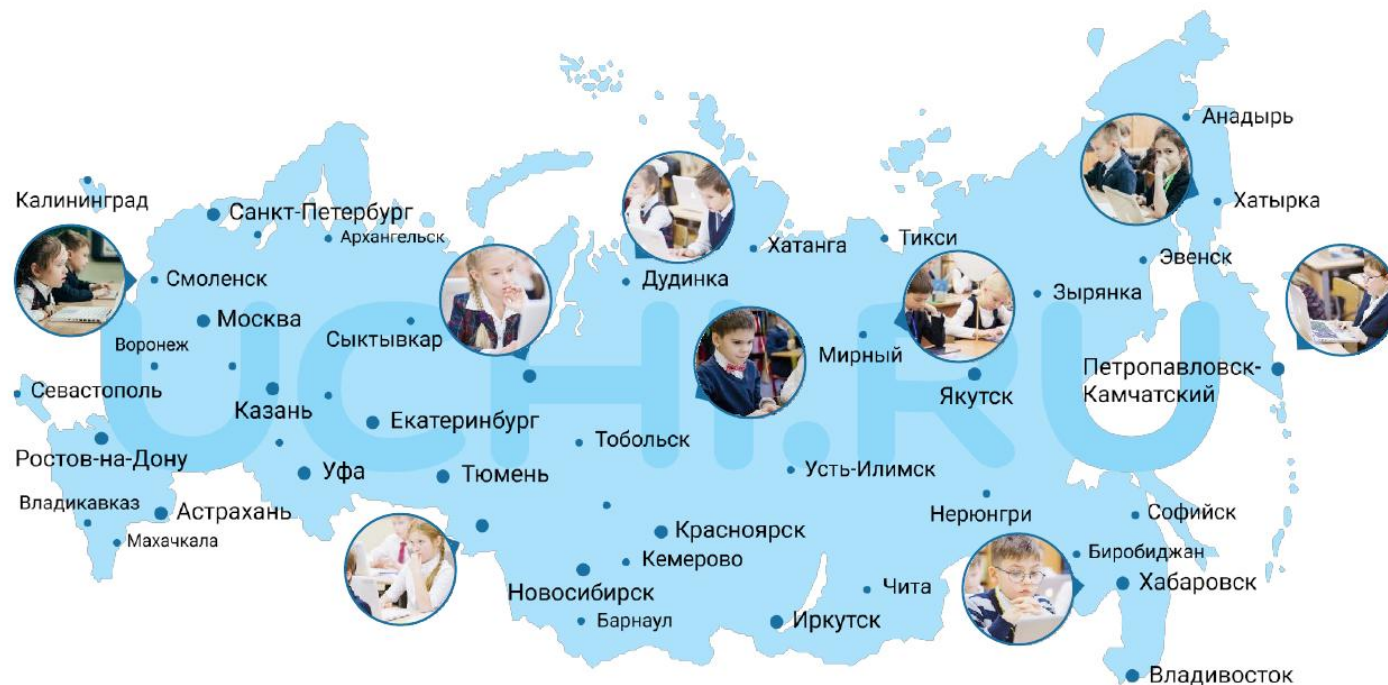 Анадырь
Калининград
Санкт-Петербург
Хатырка
Архангельск
Хатанга
Тикси
Эвенск
Смоленск
Дудинка
Зырянка
UCHI.RU
Москва
Сыктывкар
Воронеж
Мирный
Петропавловск-
Камчатский
Севастополь
Казань
Якутск
Екатеринбург
Тобольск
Ростов-на-Дону
Уфа
Тюмень
Усть-Илимск
Владикавказ
Астрахань
Нерюнгри
Софийск
Махачкала
Красноярск
Биробиджан
Кемерово
Новосибирск
Чита
Хабаровск
Барнаул
Иркутск
Владивосток